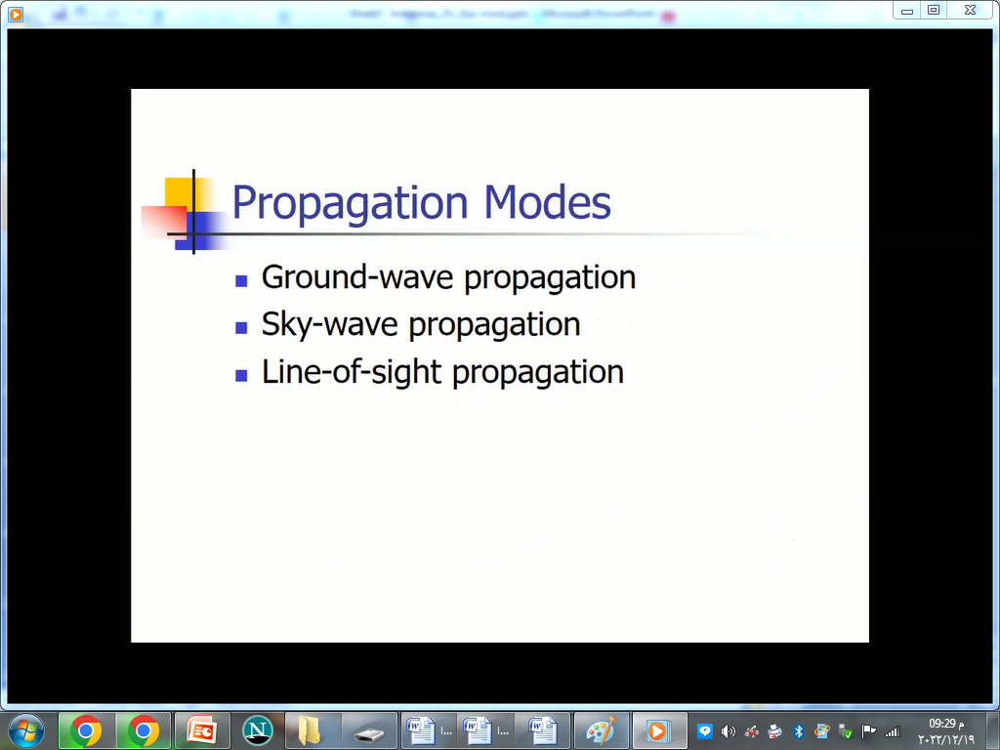 Propagation Modes
Ground-wave propagation
Sky-wave propagation
Line-of-sight propagation
09:29 م
٢٠٢٢/١٢/١٩